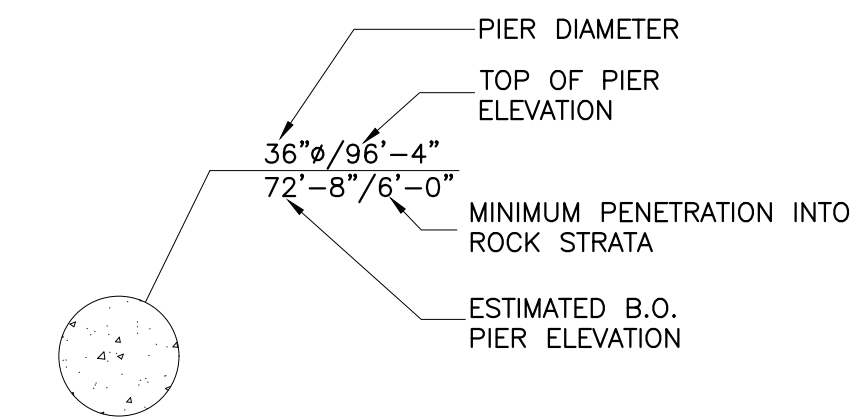 PIER DIAMETER
TOP OF PIER
ELEVATION
36"ø/96'-4"
72'-8"/6'-0"
MINIMUM PENETRATION INTO
ROCK STRATA
ESTIMATED B.O.
PIER ELEVATION